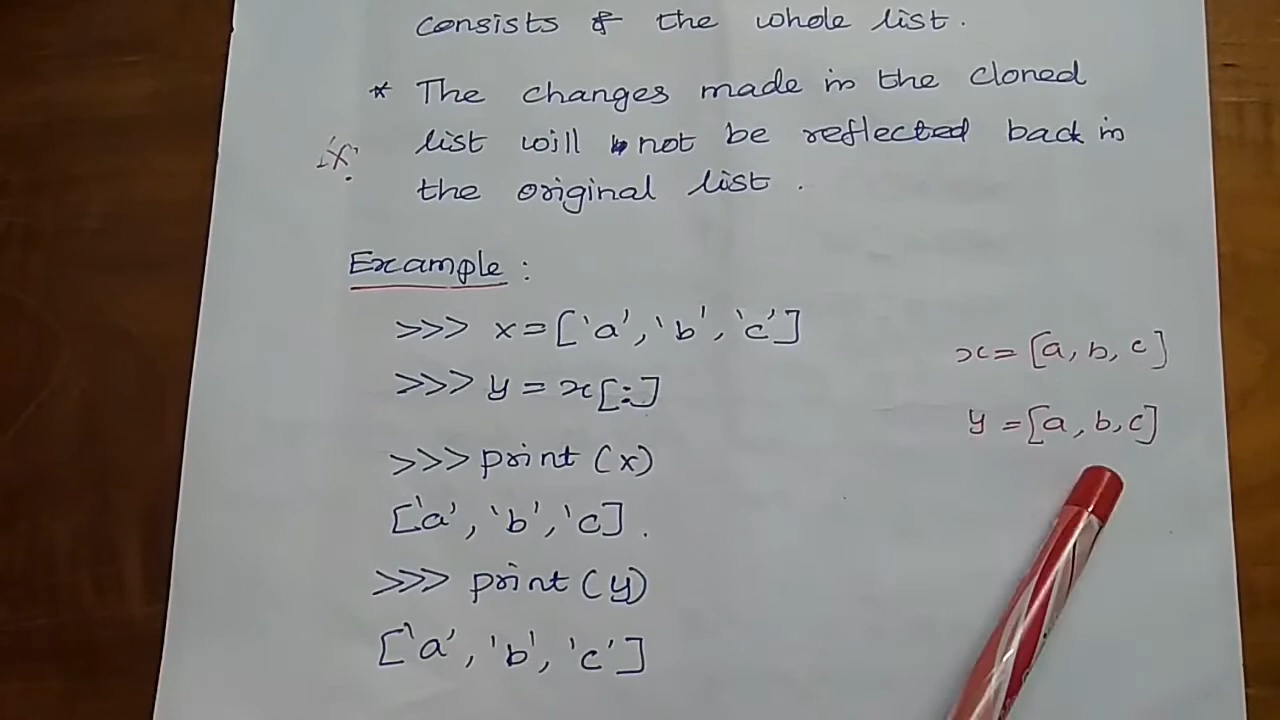 consists of the whole list.
* The changes made in the cloned
list will not be reflected back in
the original list.
Example:
>>> x=['a', 'b', 'c']
>>> y = x[:]
>>> print (x)
['a', 'b', 'c].
>>> print (y)
['a', 'b', 'c']
x=[a, b, c]
y =[a, b, c]